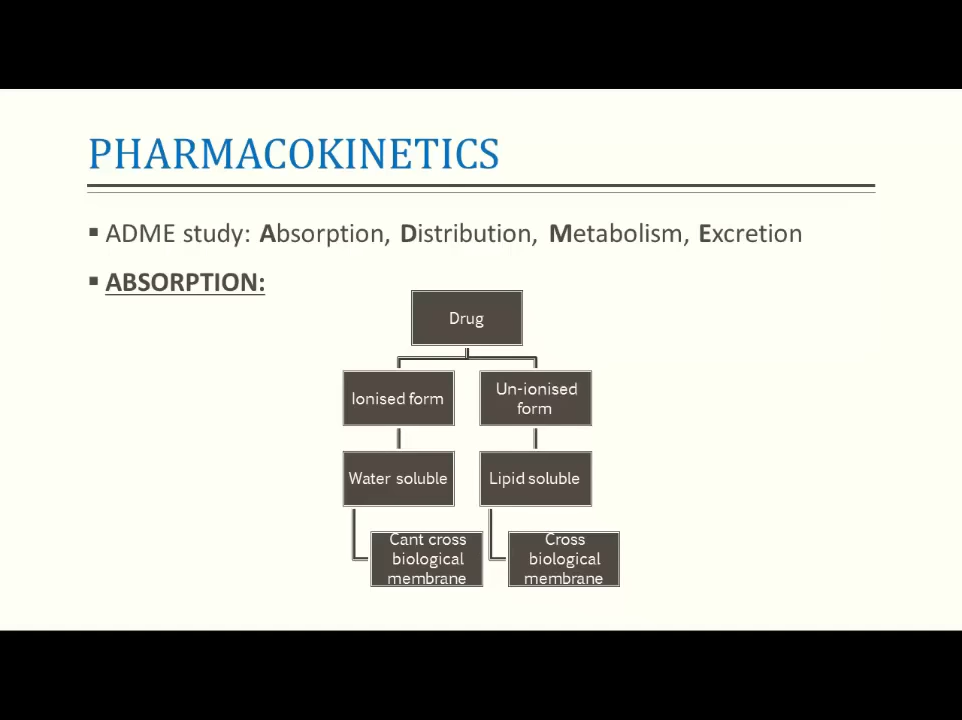 PHARMACOKINETICS
▪ ADME study: Absorption, Distribution, Metabolism, Excretion
▪ ABSORPTION:
Drug
Ionised form
Un-ionised
form
Water soluble
Lipid soluble
Cant cross
biological
membrane
Cross
biological
membrane